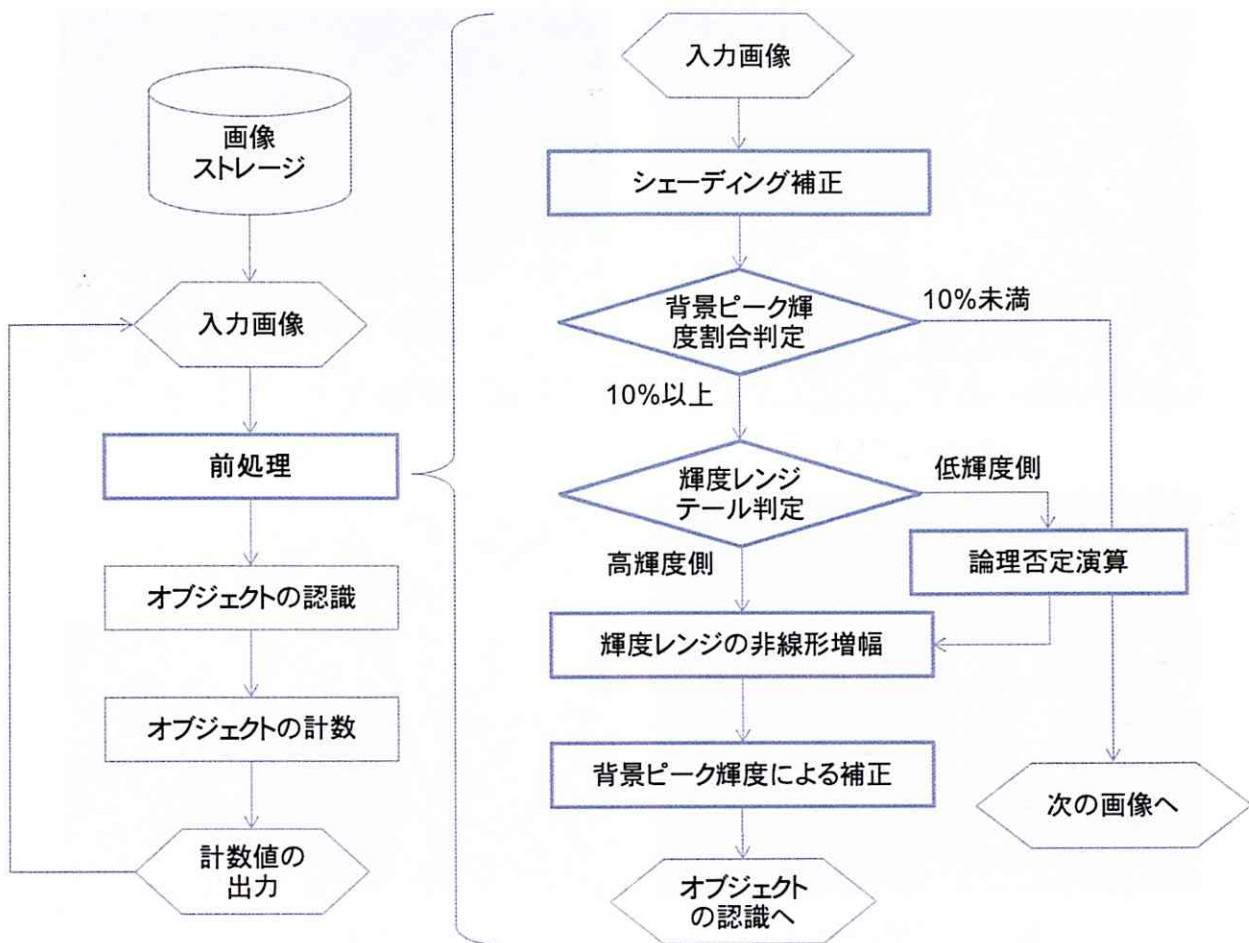 画像
ストレージ
入力画像
前処理
オブジェクトの認識
オブジェクトの計数
計数値の
出力
入力画像
シェーディング補正
背景ピーク輝
度割合判定
10%未満
10%以上
輝度レンジ
テール判定
低輝度側
高輝度側
論理否定演算
輝度レンジの非線形増幅
背景ピーク輝度による補正
次の画像へ
オブジェクト
の認識へ